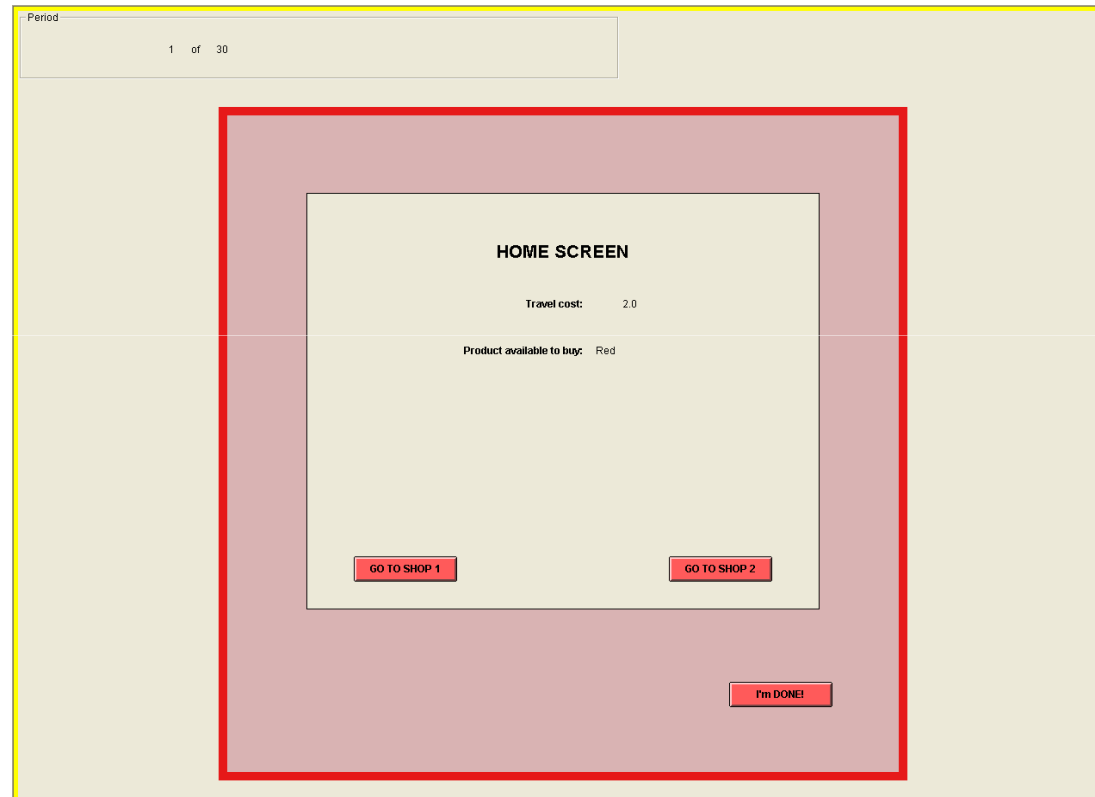 Period
1 of 30
HOME SCREEN
Travel cost: 2.0
Product available to buy: Red
GO TO SHOP 1 GO TO SHOP 2
I'm DONE!